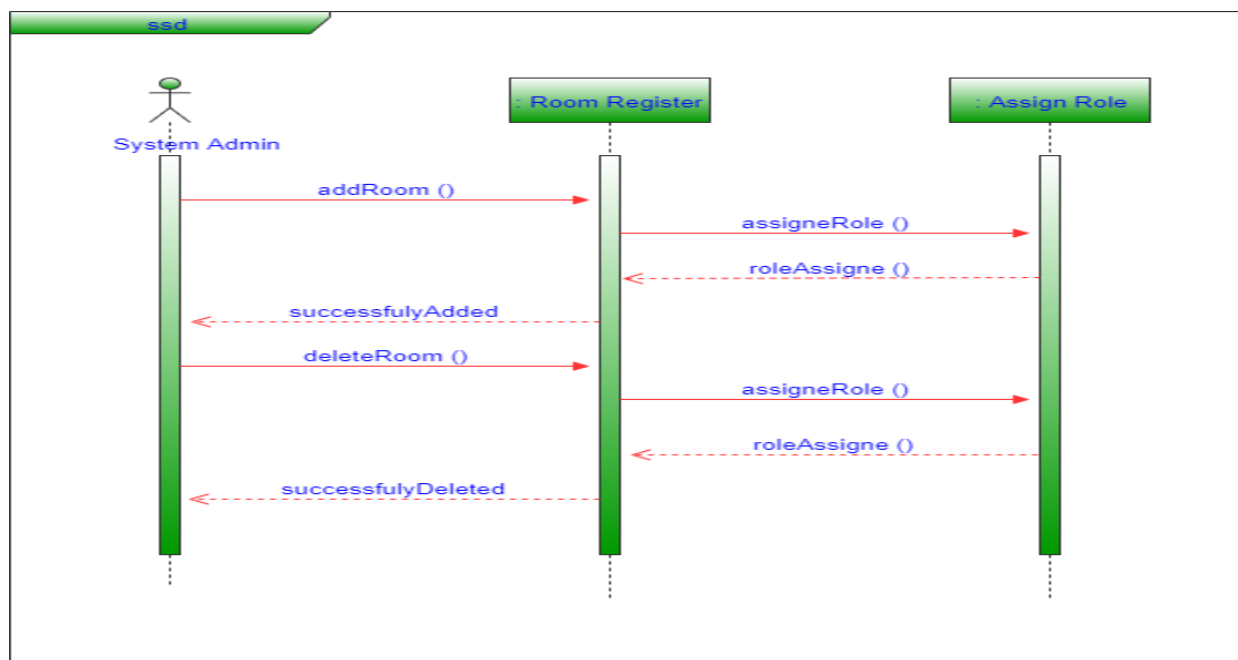 ssd
: Room Register
: Assign Role
System Admin
addRoom ()
assigneRole ()
roleAssigne ()
successfulyAdded
deleteRoom ()
assigneRole ()
roleAssigne ()
successfulyDeleted